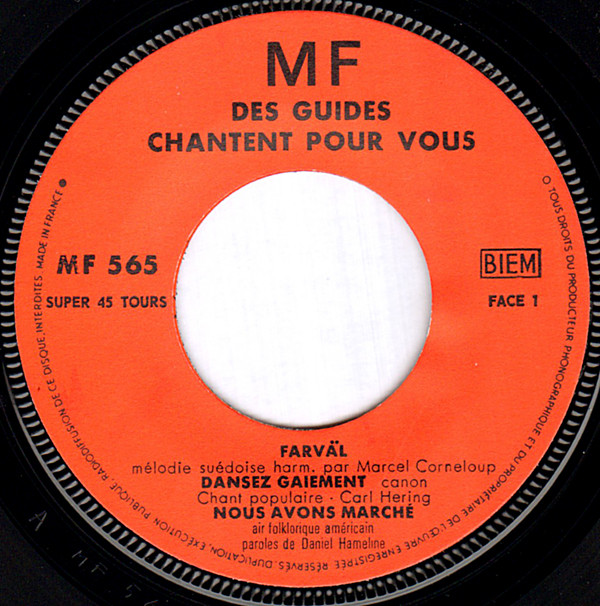 MF
DES GUIDES
CHANTENT POUR VOUS
MF 565
SUPER 45 TOURS
BIEM
FACE 1
FARVÄL
mélodie suédoise harm. par Marcel Corneloup
DANSEZ GAIEMENT canon
Chant populaire - Carl Hering
NOUS AVONS MARCHÉ
air folklorique américain
paroles de Daniel Hameline
O TOUS DROITS DU PRODUCTEUR PHONOGRAPHIQUE ET DU PROPRIÉTAIRE DE L'ŒUVRE ENREGISTRÉE RÉSERVÉS. DUPLICATION, EXÉCUTION PUBLIQUE, RADIODIFFUSION DE CE DISQUE, INTERDITES. MADE IN FRANCE ●
A MF 5